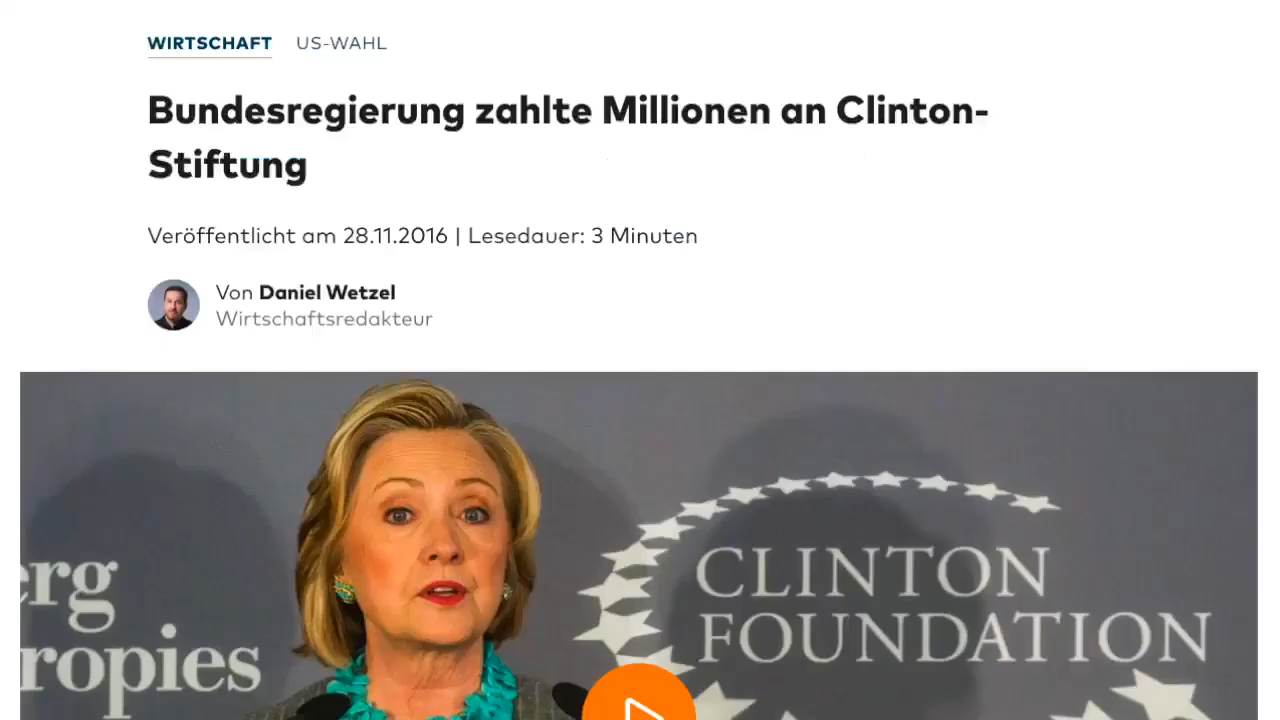 WIRTSCHAFT US-WAHL
Bundesregierung zahlte Millionen an Clinton-
Stiftung
Veröffentlicht am 28.11.2016 | Lesedauer: 3 Minuten
Von Daniel Wetzel
Wirtschaftsredakteur
erg
ropies
CLINTON
FOUNDATION